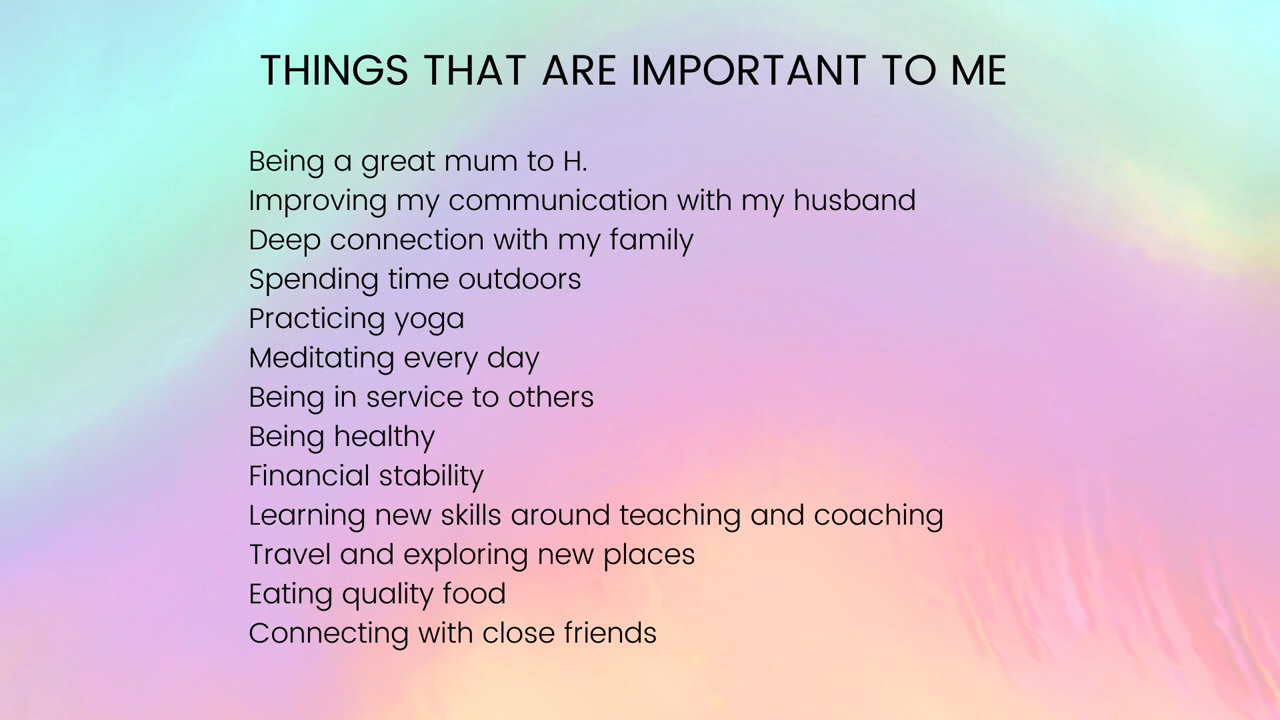 THINGS THAT ARE IMPORTANT TO ME
Being a great mum to H.
Improving my communication with my husband
Deep connection with my family
Spending time outdoors
Practicing yoga
Meditating every day
Being in service to others
Being healthy
Financial stability
Learning new skills around teaching and coaching
Travel and exploring new places
Eating quality food
Connecting with close friends